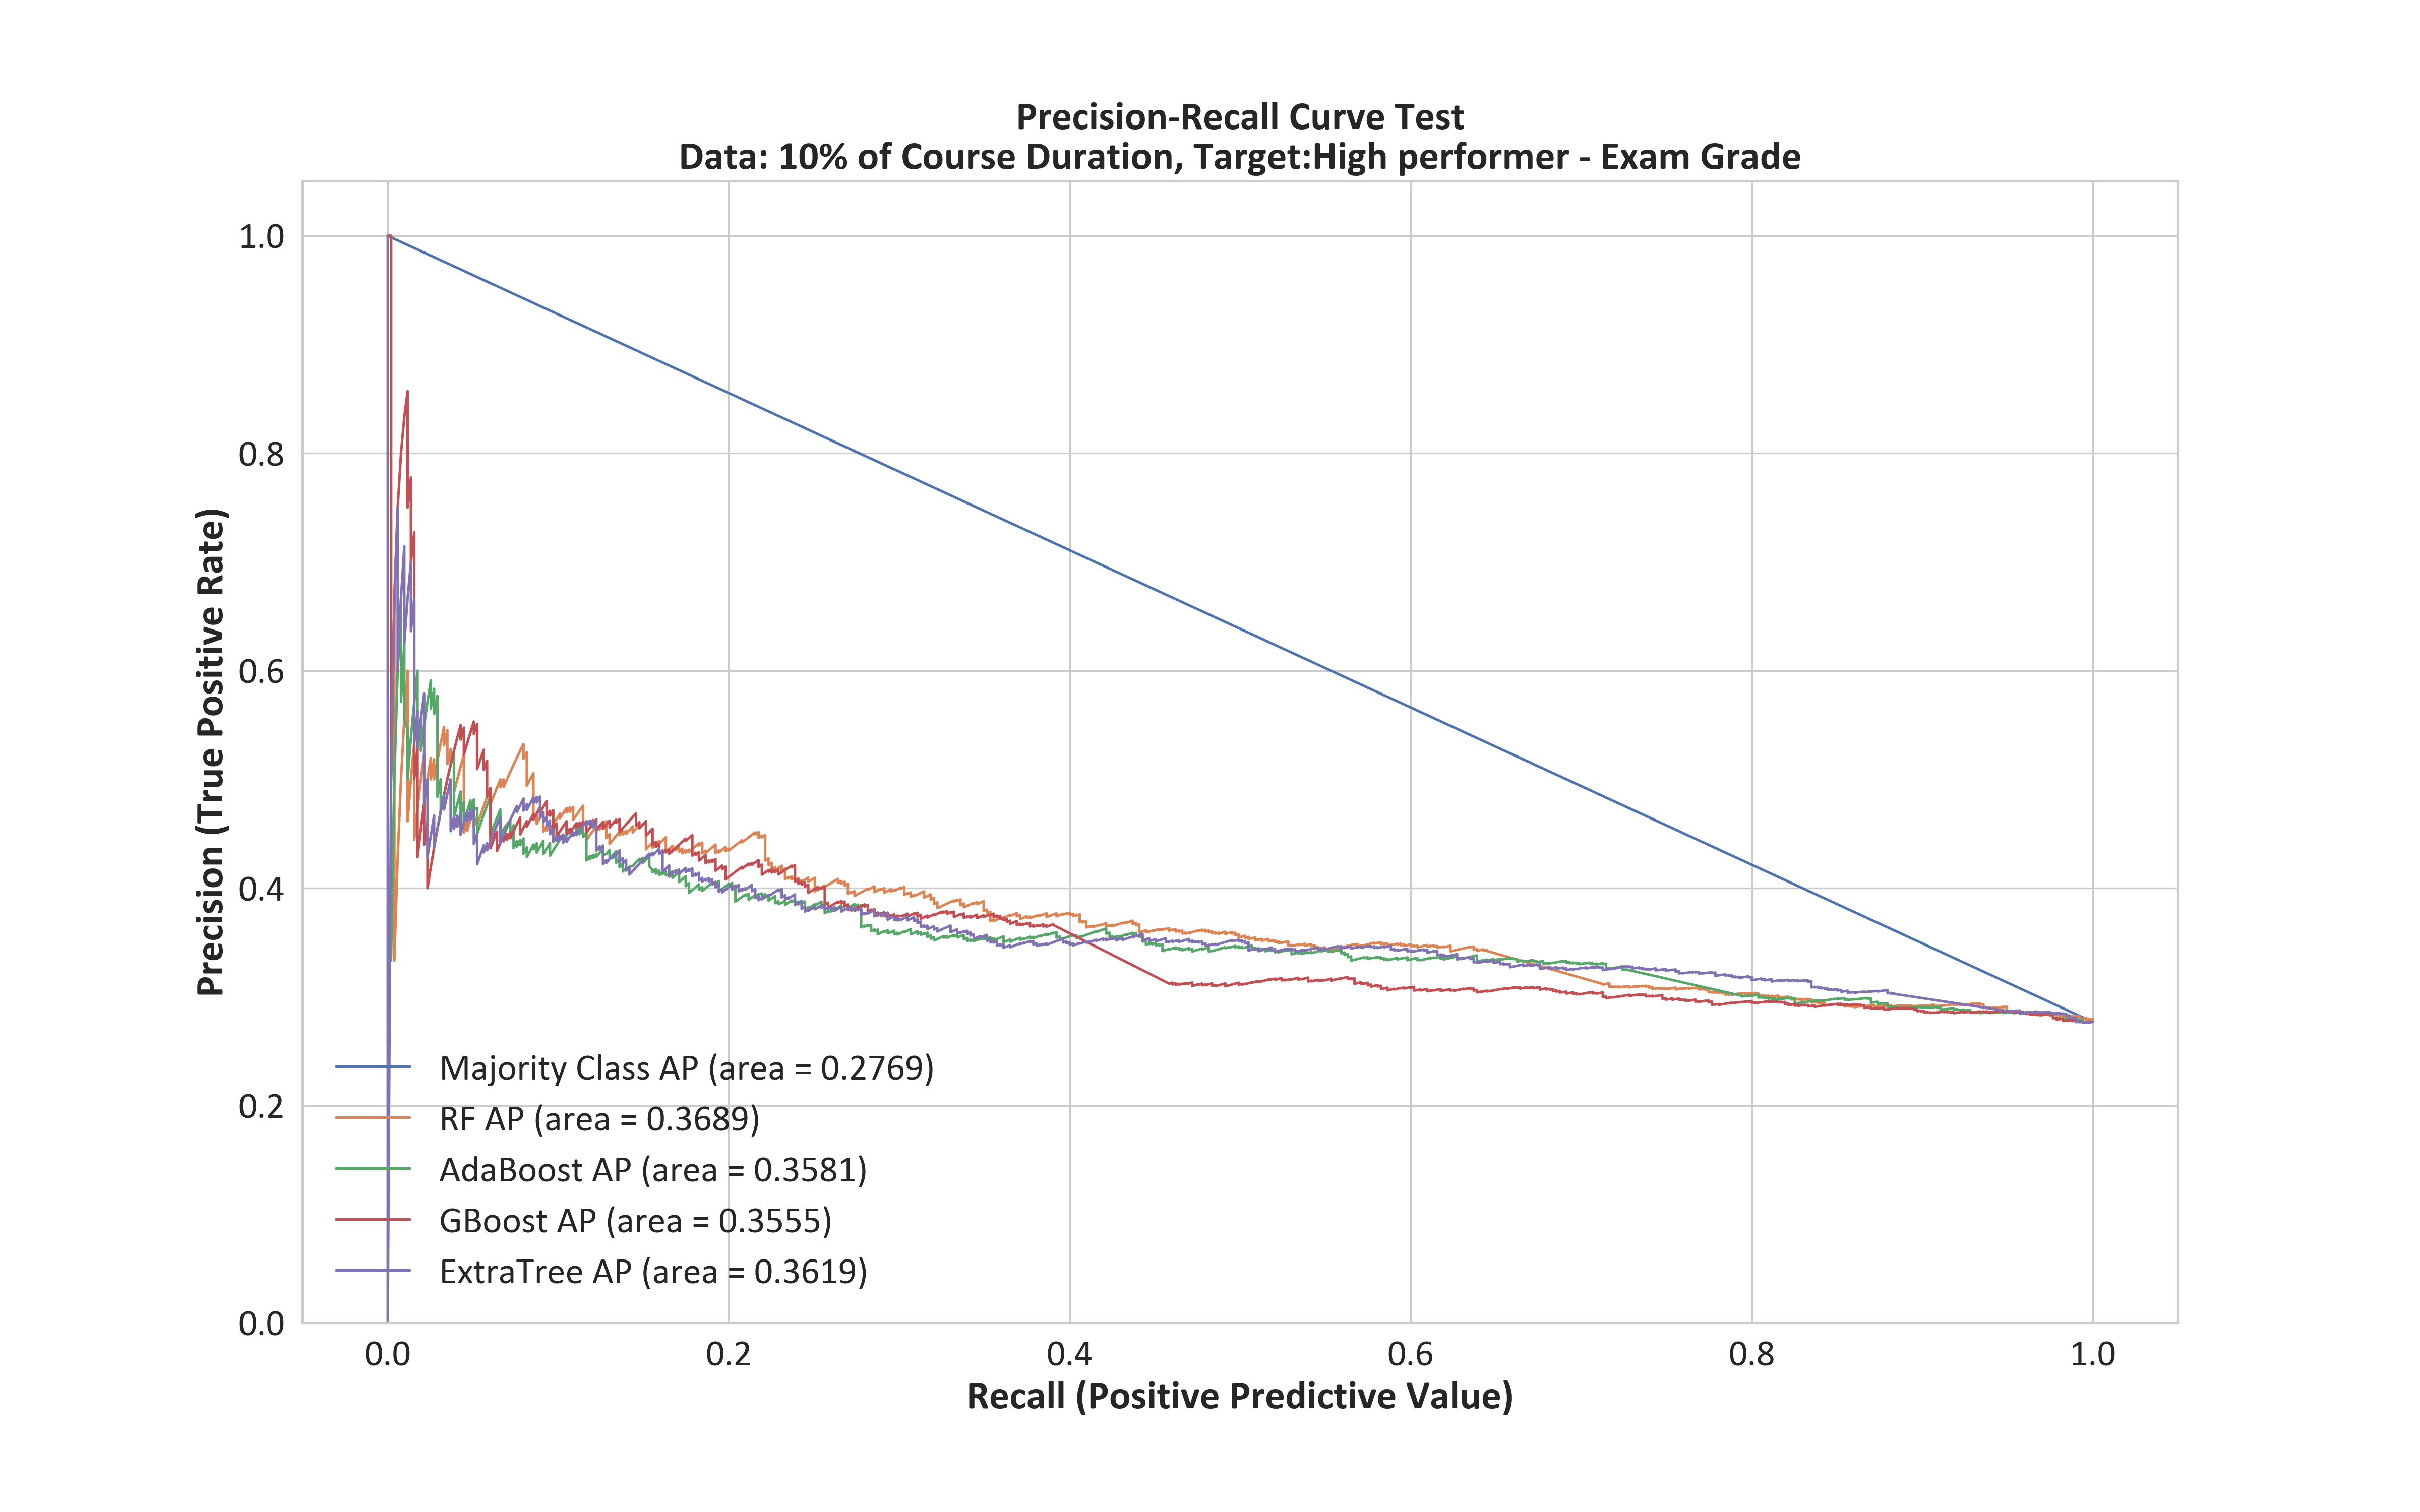 Precision-Recall Curve Test
Data: 10% of Course Duration, Target:High performer - Exam Grade
Precision (True Positive Rate)
1.0
0.8
0.6
0.4
0.2
0.0
Majority Class AP (area = 0.2769)
RF AP (area = 0.3689)
AdaBoost AP (area = 0.3581)
GBoost AP (area = 0.3555)
ExtraTree AP (area = 0.3619)
0.0 0.2 0.4 0.6 0.8 1.0
Recall (Positive Predictive Value)